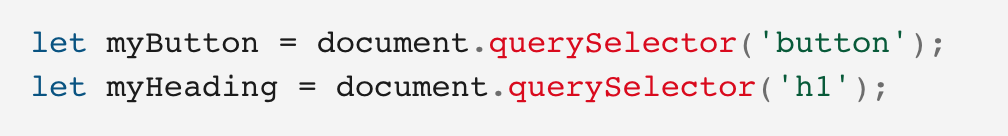 let myButton = document.querySelector('button');
let myHeading = document.querySelector('h1');